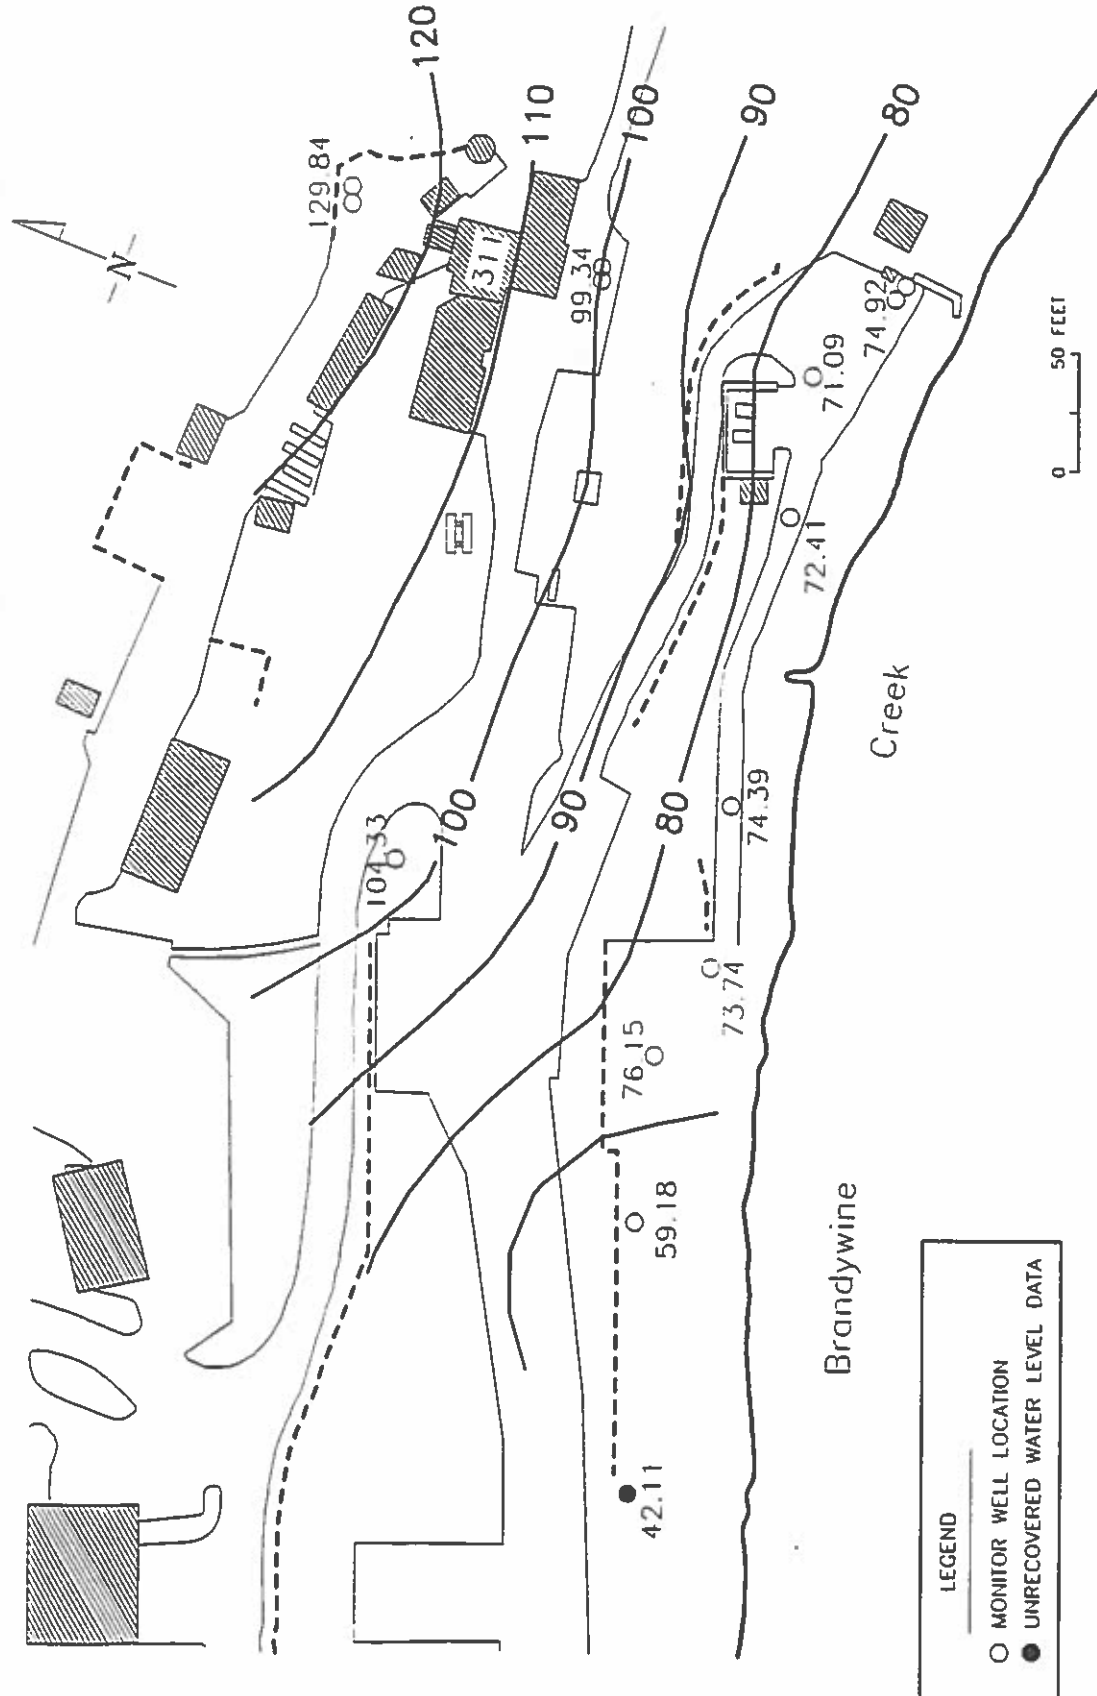 120
110
100
90
80
129.84
311
99.34
74.92
71.09
72.41
N
104.33
100
90
80
74.39
73.74
76.15
59.18
42.11
Brandywine
Creek
0 50 FEET
LEGEND
MONITOR WELL LOCATION
UNRECOVERED WATER LEVEL DATA